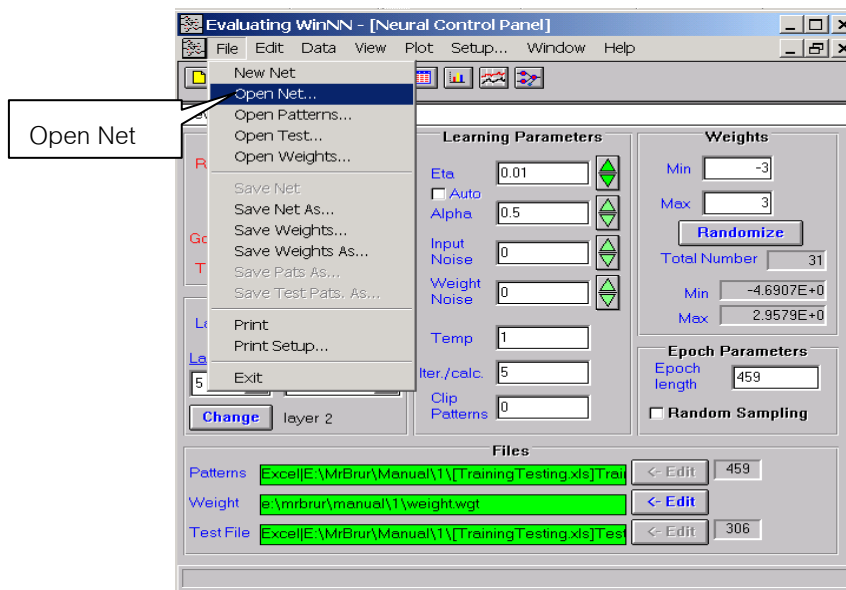 Evaluating WinNN - [Neural Control Panel]
File Edit Data View Plot Setup... Window Help
New Net
Open Net...
Open Patterns...
Open Test...
Open Weights...
Save Net
Save Net As...
Save Weights...
Save Weights As...
Save Pats As...
Save Test Pats. As...
Print
Print Setup...
Exit
Open Net
Learning Parameters
Eta 0.01
Auto
Alpha 0.5
Input
Noise 0
Weight
Noise 0
Temp 1
Iter./calc. 5
Clip
Patterns 0
Weights
Min -3
Max 3
Randomize
Total Number 31
Min -4.6907E+0
Max 2.9579E+0
Epoch Parameters
Epoch
length 459
Random Sampling
5
Change layer 2
Files
Patterns Excel|E:\MrBrur\Manual\1\[TrainingTesting.xls]Trai <- Edit 459
Weight e:\mrbrur\manual\1\weight.wgt <- Edit
Test File Excel|E:\MrBrur\Manual\1\[TrainingTesting.xls]Test <- Edit 306